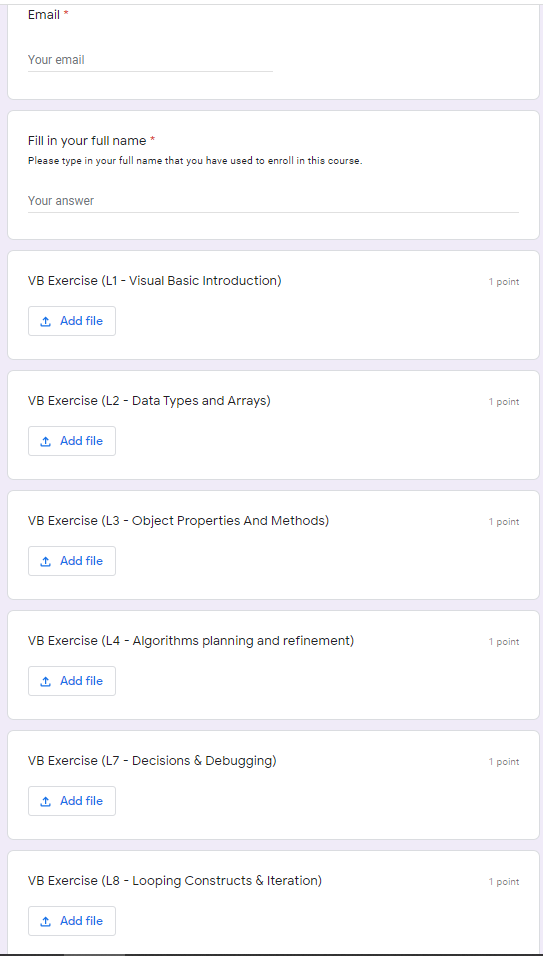 Email *
Your email
Fill in your full name *
Please type in your full name that you have used to enroll in this course.
Your answer
VB Exercise (L1 - Visual Basic Introduction)
1 point
Add file
VB Exercise (L2 - Data Types and Arrays)
1 point
Add file
VB Exercise (L3 - Object Properties And Methods)
1 point
Add file
VB Exercise (L4 - Algorithms planning and refinement)
1 point
Add file
VB Exercise (L7 - Decisions & Debugging)
1 point
Add file
VB Exercise (L8 - Looping Constructs & Iteration)
1 point
Add file